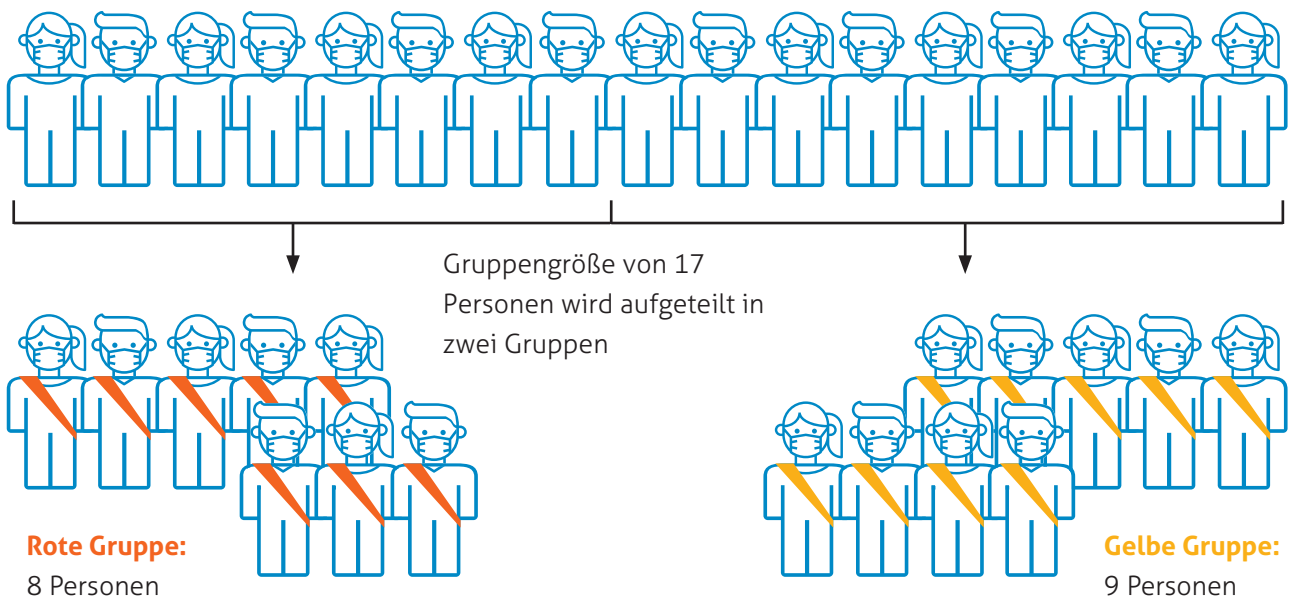 Gruppengröße von 17
Personen wird aufgeteilt in
zwei Gruppen
Rote Gruppe:
8 Personen
Gelbe Gruppe:
9 Personen